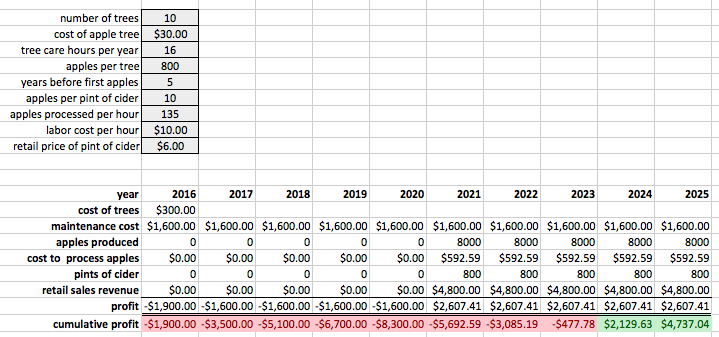 number of trees 10
cost of apple tree $30.00
tree care hours per year 16
apples per tree 800
years before first apples 5
apples per pint of cider 10
apples processed per hour 135
labor cost per hour $10.00
retail price of pint of cider $6.00
year 2016 2017 2018 2019 2020 2021 2022 2023 2024 2025
cost of trees $300.00
maintenance cost $1,600.00 $1,600.00 $1,600.00 $1,600.00 $1,600.00 $1,600.00 $1,600.00 $1,600.00 $1,600.00 $1,600.00
apples produced 0 0 0 0 0 8000 8000 8000 8000 8000
cost to process apples $0.00 $0.00 $0.00 $0.00 $0.00 $592.59 $592.59 $592.59 $592.59 $592.59
pints of cider 0 0 0 0 0 800 800 800 800 800
retail sales revenue $0.00 $0.00 $0.00 $0.00 $0.00 $4,800.00 $4,800.00 $4,800.00 $4,800.00 $4,800.00
profit -$1,900.00 -$1,600.00 -$1,600.00 -$1,600.00 -$1,600.00 $2,607.41 $2,607.41 $2,607.41 $2,607.41 $2,607.41
cumulative profit -$1,900.00 -$3,500.00 -$5,100.00 -$6,700.00 -$8,300.00 -$5,692.59 -$3,085.19 -$477.78 $2,129.63 $4,737.04